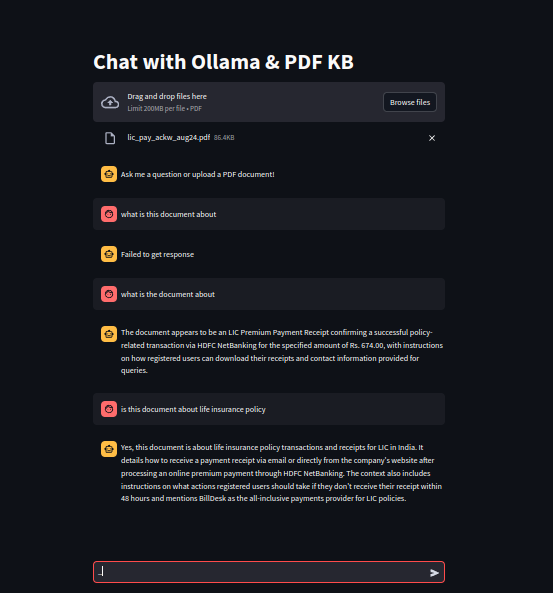 Chat with Ollama & PDF KB
Drag and drop files here
Limit 200MB per file • PDF
Browse files
lic_pay_ackw_aug24.pdf 86.4KB
Ask me a question or upload a PDF document!
what is this document about
Failed to get response
what is the document about
The document appears to be an LIC Premium Payment Receipt confirming a successful policy-
related transaction via HDFC NetBanking for the specified amount of Rs. 674.00, with instructions
on how registered users can download their receipts and contact information provided for
queries.
is this document about life insurance policy
Yes, this document is about life insurance policy transactions and receipts for LIC in India. It
details how to receive a payment receipt via email or directly from the company's website after
processing an online premium payment through HDFC NetBanking. The context also includes
instructions on what actions registered users should take if they don't receive their receipt within
48 hours and mentions BillDesk as the all-inclusive payments provider for LIC policies.